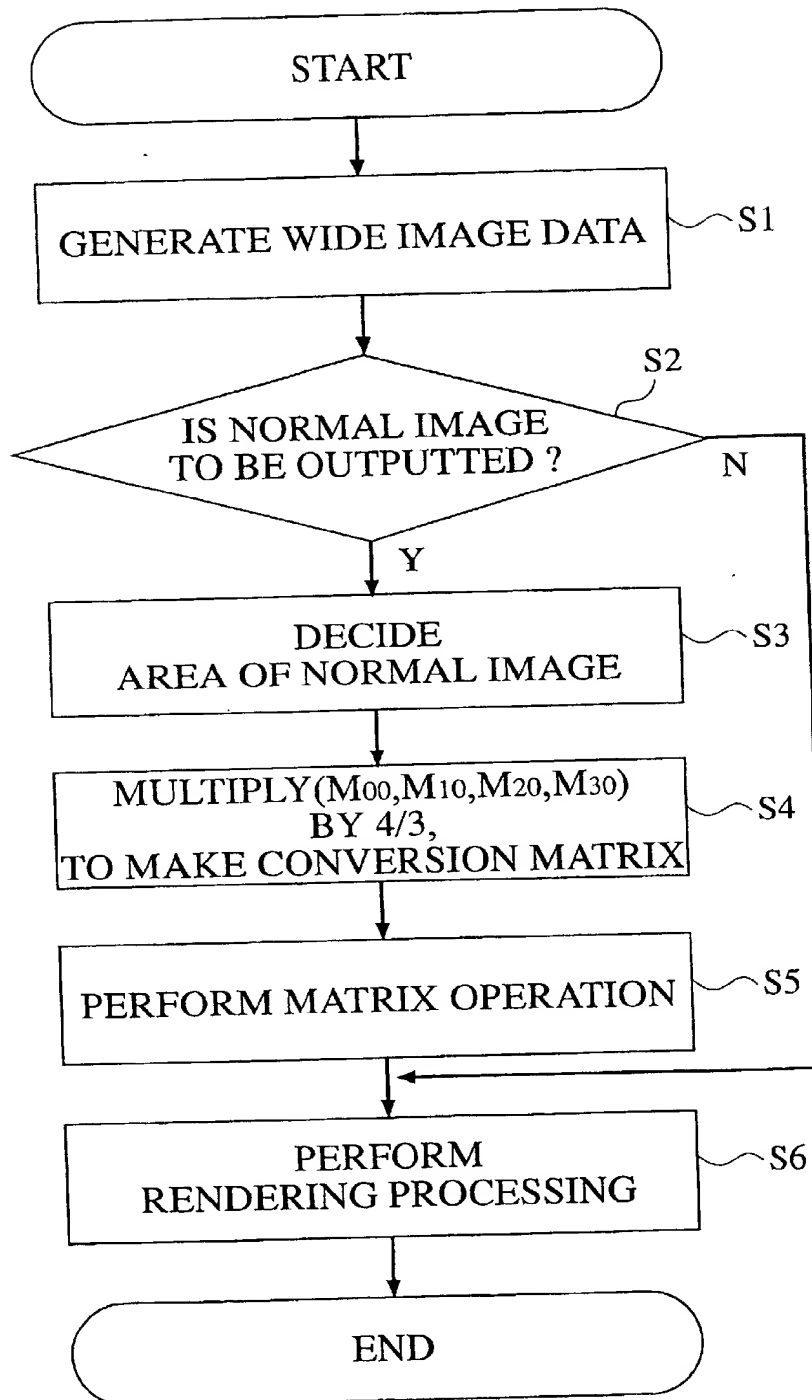 START
GENERATE WIDE IMAGE DATA
S1
S2
IS NORMAL IMAGE
TO BE OUTPUTTED ?
N
Y
DECIDE
AREA OF NORMAL IMAGE
S3
MULTIPLY(M00,M10,M20,M30)
BY 4/3,
TO MAKE CONVERSION MATRIX
S4
PERFORM MATRIX OPERATION
S5
PERFORM
RENDERING PROCESSING
S6
END